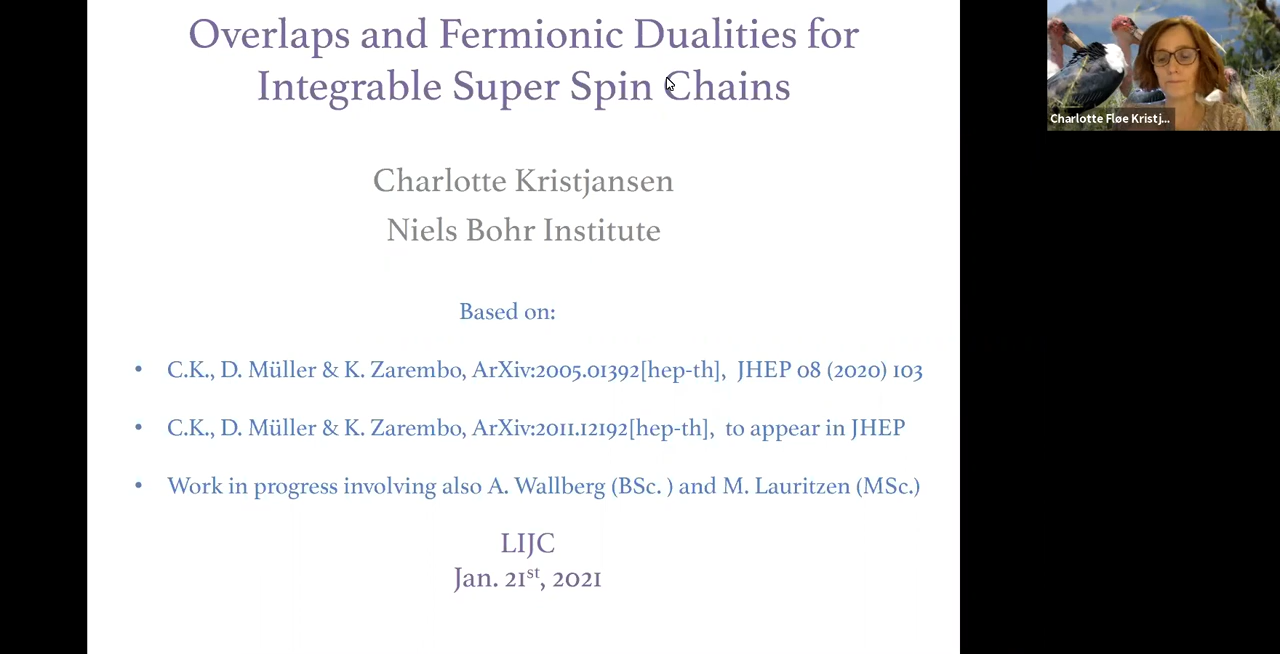 Overlaps and Fermionic Dualities for
Integrable Super Spin Chains
Charlotte Kristjansen
Niels Bohr Institute
Based on:
• C.K., D. Müller & K. Zarembo, ArXiv:2005.01392[hep-th], JHEP 08 (2020) 103
• C.K., D. Müller & K. Zarembo, ArXiv:2011.12192[hep-th], to appear in JHEP
• Work in progress involving also A. Wallberg (BSc. ) and M. Lauritzen (MSc.)
LIJC
Jan. 21st, 2021
Charlotte Fløe Kristj...